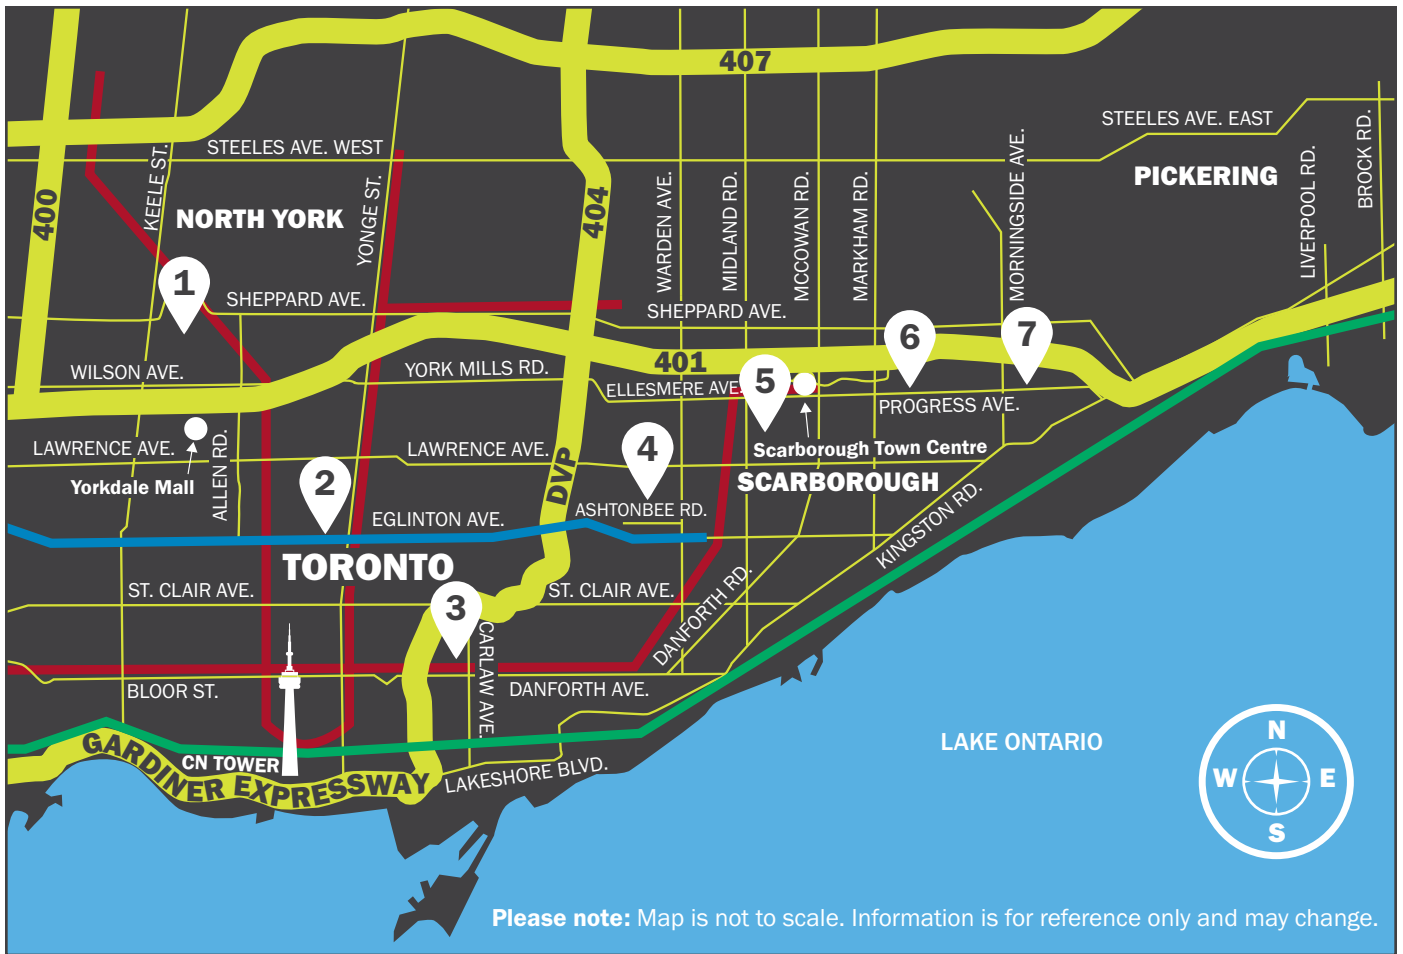 407
STEELES AVE. EAST
STEELES AVE. WEST
KEELE ST.
BROCK RD.
LIVERPOOL RD.
PICKERING
400
NORTH YORK
YONGE ST.
404
WARDEN AVE.
MIDLAND RD.
MCCOWAN RD.
MARKHAM RD.
MORNINGSIDE AVE.
1
SHEPPARD AVE.
SHEPPARD AVE.
6
7
WILSON AVE.
YORK MILLS RD.
401
ELLESMERE AVE
5
PROGRESS AVE.
LAWRENCE AVE.
LAWRENCE AVE.
4
Scarborough Town Centre
Yorkdale Mall
ALLEN RD.
2
DVP
SCARBOROUGH
EGLINTON AVE.
ASHTONBEE RD.
KINGSTON RD.
TORONTO
ST. CLAIR AVE.
3
ST. CLAIR AVE.
DANFORTH RD.
CARLAW AVE.
BLOOR ST.
DANFORTH AVE.
GARDINER EXPRESSWAY
CN TOWER
LAKESHORE BLVD.
LAKE ONTARIO
N
W
E
S
Please note: Map is not to scale. Information is for reference only and may change.